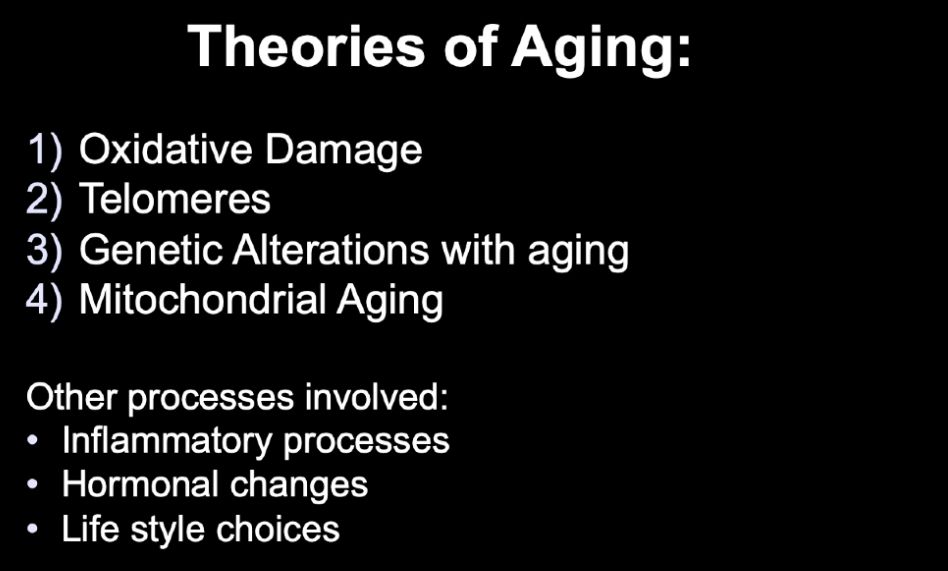 Theories of Aging:
1) Oxidative Damage
2) Telomeres
3) Genetic Alterations with aging
4) Mitochondrial Aging
Other processes involved:
• Inflammatory processes
• Hormonal changes
• Life style choices